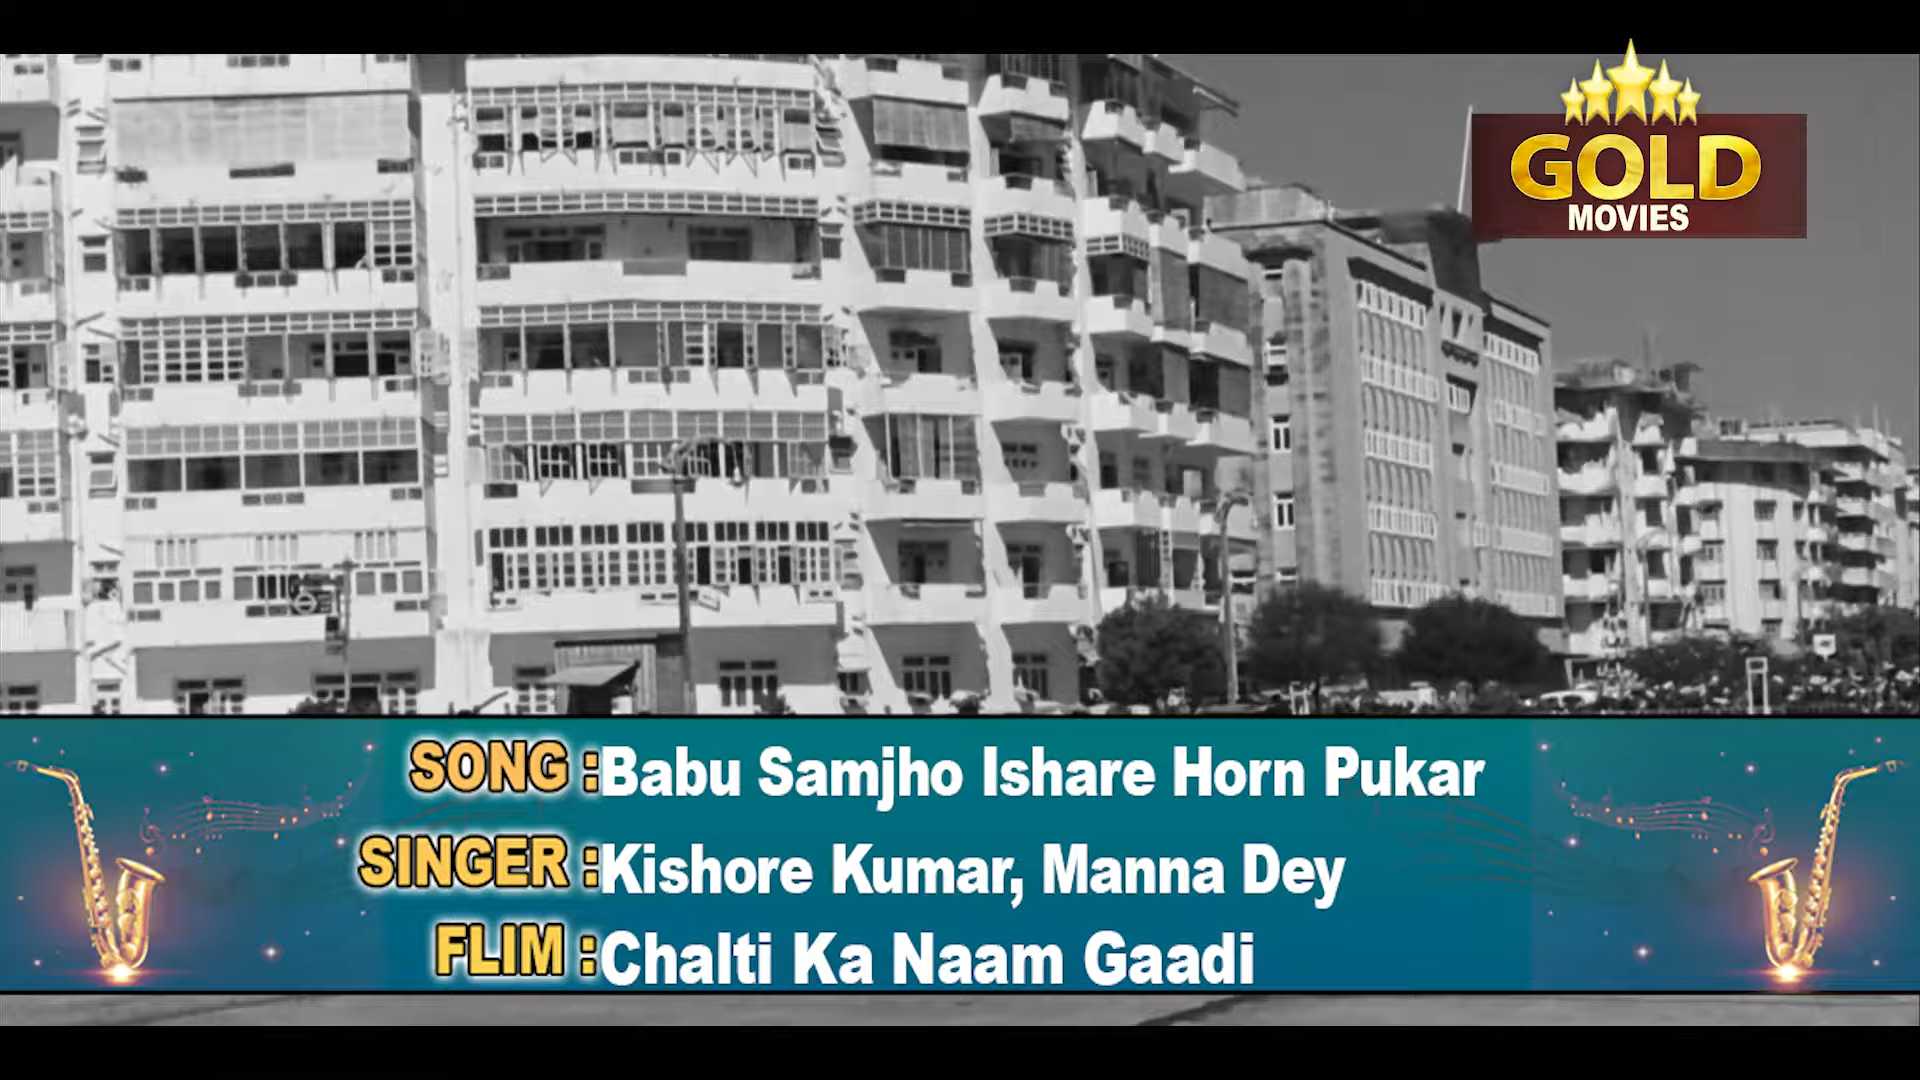 GOLD
MOVIES
SONG :Babu Samjho Ishare Horn Pukar
SINGER :Kishore Kumar, Manna Dey
FLIM :Chalti Ka Naam Gaadi